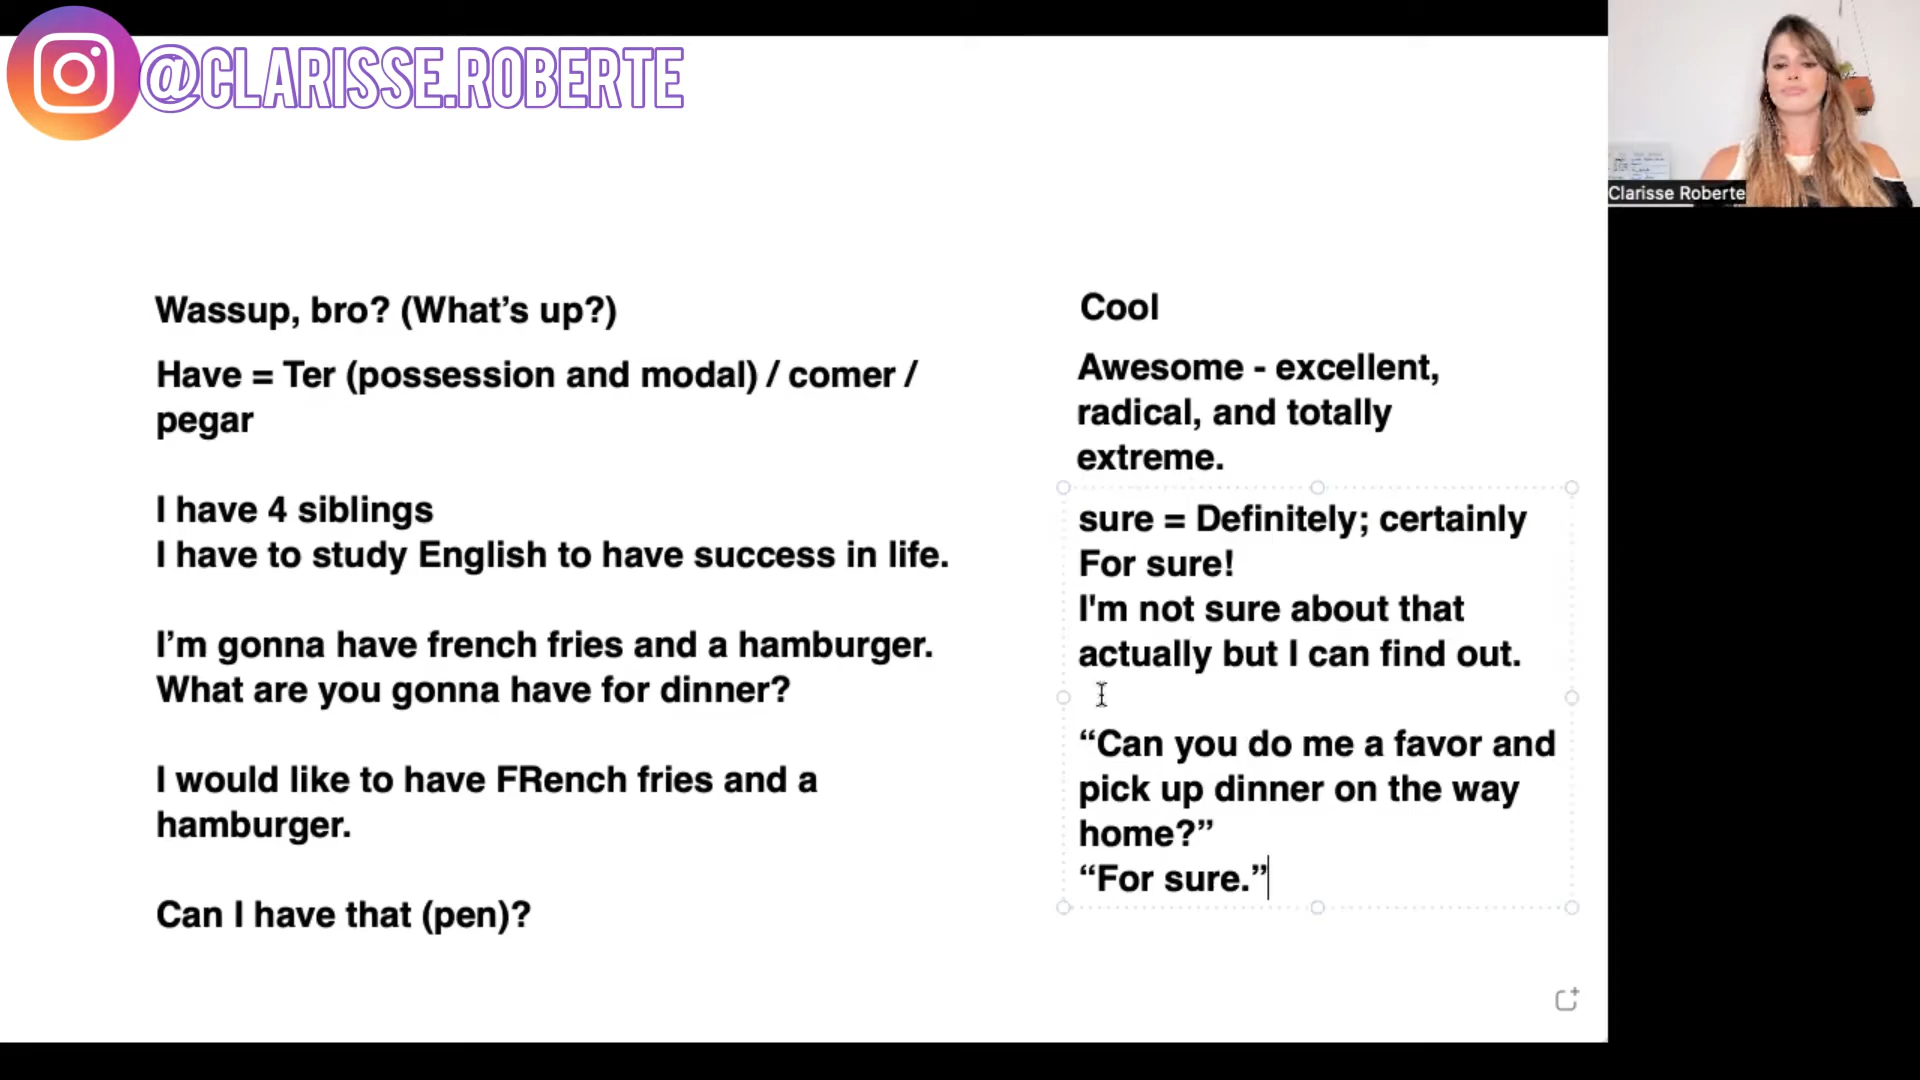 @CLARISSE.ROBERTE
Clarisse Roberte
Wassup, bro? (What’s up?)
Have = Ter (possession and modal) / comer /
pegar
I have 4 siblings
I have to study English to have success in life.
I’m gonna have french fries and a hamburger.
What are you gonna have for dinner?
I would like to have FRench fries and a
hamburger.
Can I have that (pen)?
Cool
Awesome - excellent,
radical, and totally
extreme.
sure = Definitely; certainly
For sure!
I'm not sure about that
actually but I can find out.
“Can you do me a favor and
pick up dinner on the way
home?”
“For sure.”